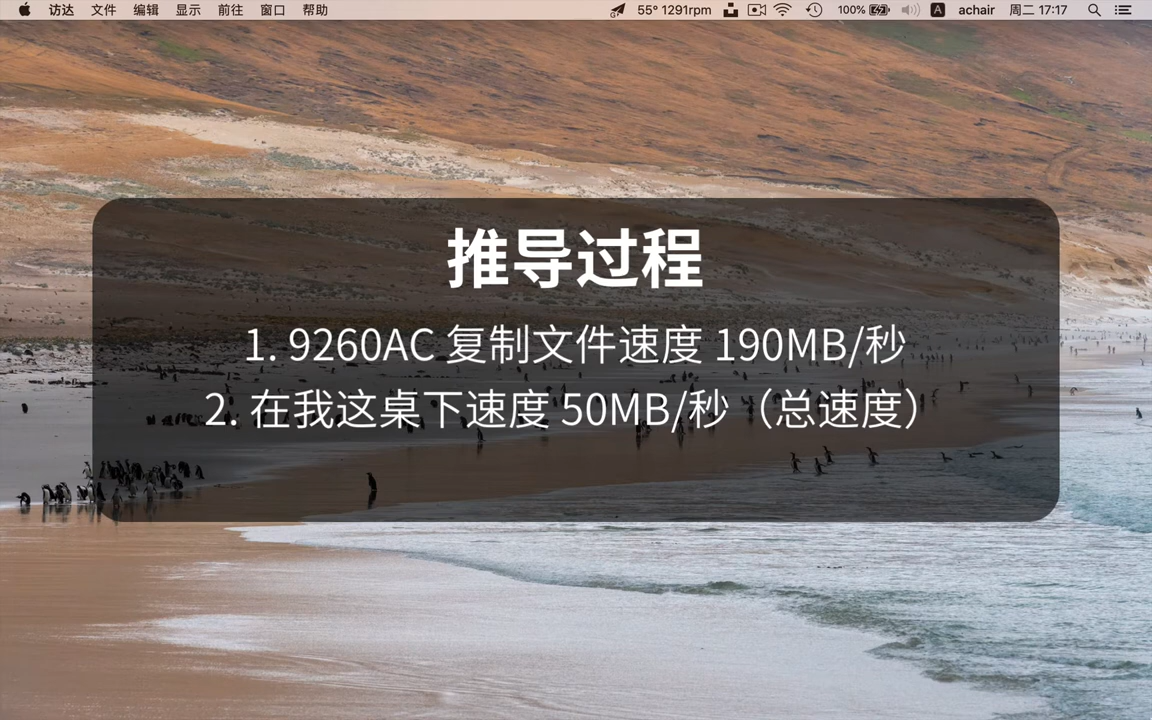 访达 文件 编辑 显示 前往 窗口 帮助 55° 1291rpm 100% A achair 周二 17:17
推导过程
1. 9260AC 复制文件速度 190MB/秒
2. 在我这桌下速度 50MB/秒（总速度）